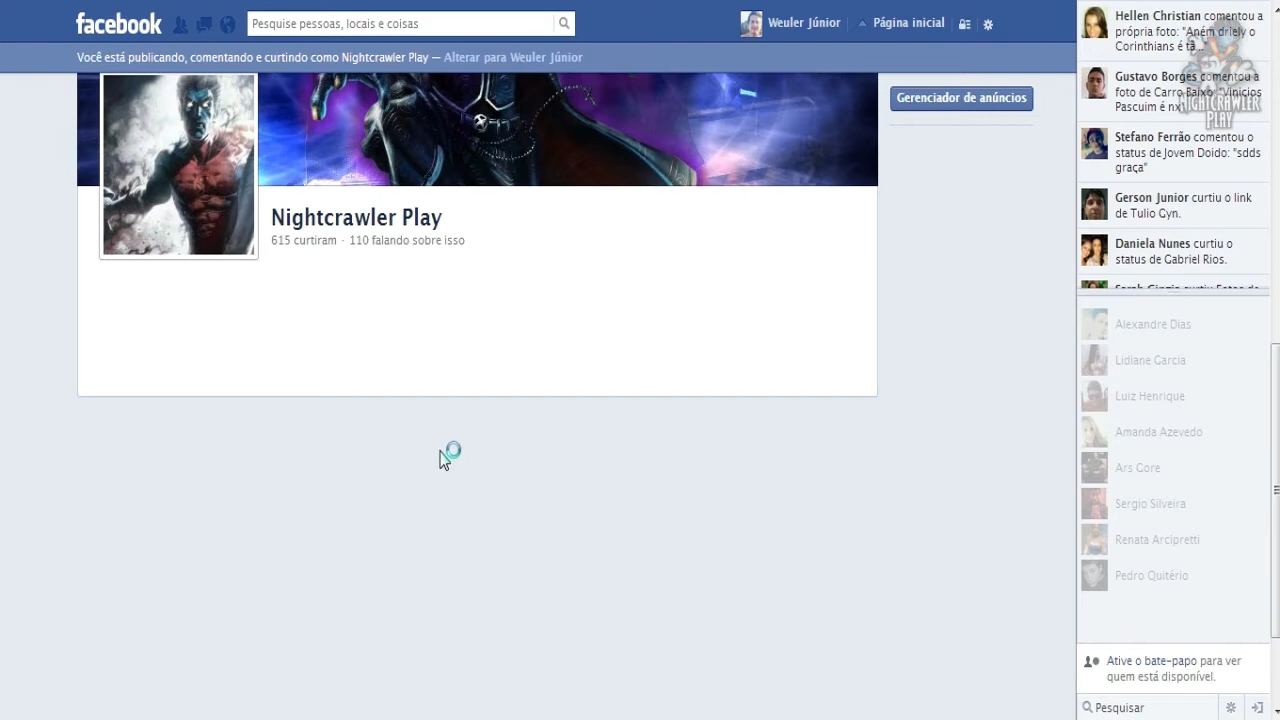 facebook
Pesquise pessoas, locais e coisas
Weuler Júnior
Página inicial
Você está publicando, comentando e curtindo como Nightcrawler Play — Alterar para Weuler Júnior
Gerenciador de anúncios
Nightcrawler Play
615 curtiram · 110 falando sobre isso
Hellen Christian comentou a
própria foto: "Aném driely o
Corinthians é ta...
Gustavo Borges comentou a
foto de Carro Baixo: "Vinicios
Pascuim é nx
NIGHTCRAWLER
PLAY
Stefano Ferrão comentou o
status de Jovem Doido: "sdds
graça"
Gerson Junior curtiu o link
de Tulio Gyn.
Daniela Nunes curtiu o
status de Gabriel Rios.
Alexandre Dias
Lidiane Garcia
Luiz Henrique
Amanda Azevedo
Ars Gore
Sergio Silveira
Renata Arcipretti
Pedro Quitério
Ative o bate-papo para ver
quem está disponível.
Pesquisar